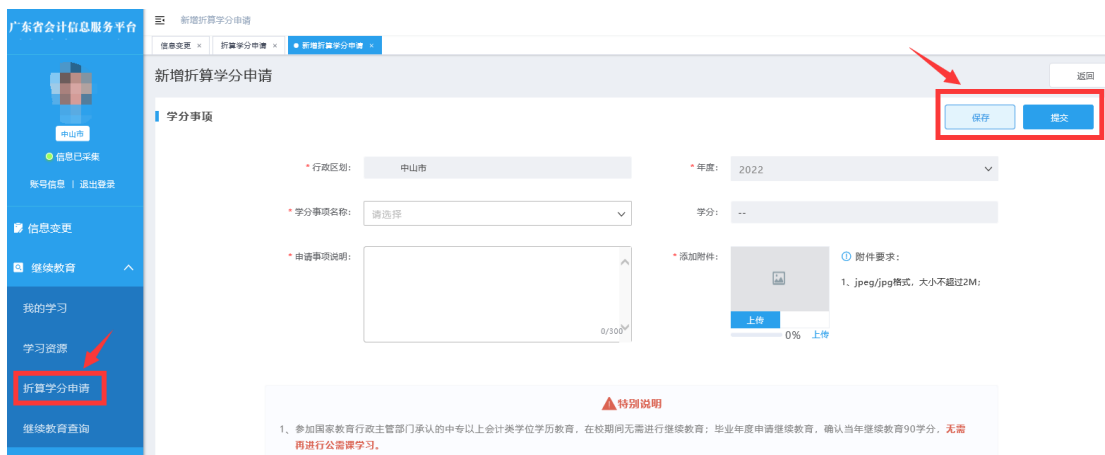 广东省会计信息服务平台
新增折算学分申请
信息变更 × 折算学分申请 × 新增折算学分申请 ×
新增折算学分申请
返回
学分事项
保存 提交
中山市
信息已采集
账号信息 | 退出登录
信息变更
继续教育
我的学习
学习资源
折算学分申请
继续教育查询
* 行政区划: 中山市
* 年度: 2022
* 学分事项名称: 请选择
学分: --
* 申请事项说明:
0/300
* 添加附件:
上传
0% 上传
附件要求:
1、jpeg/jpg格式，大小不超过2M;
特别说明
1、参加国家教育行政主管部门承认的中专以上会计类学位学历教育，在校期间无需进行继续教育；毕业年度申请继续教育，确认当年继续教育90学分，无需
再进行公需课学习。